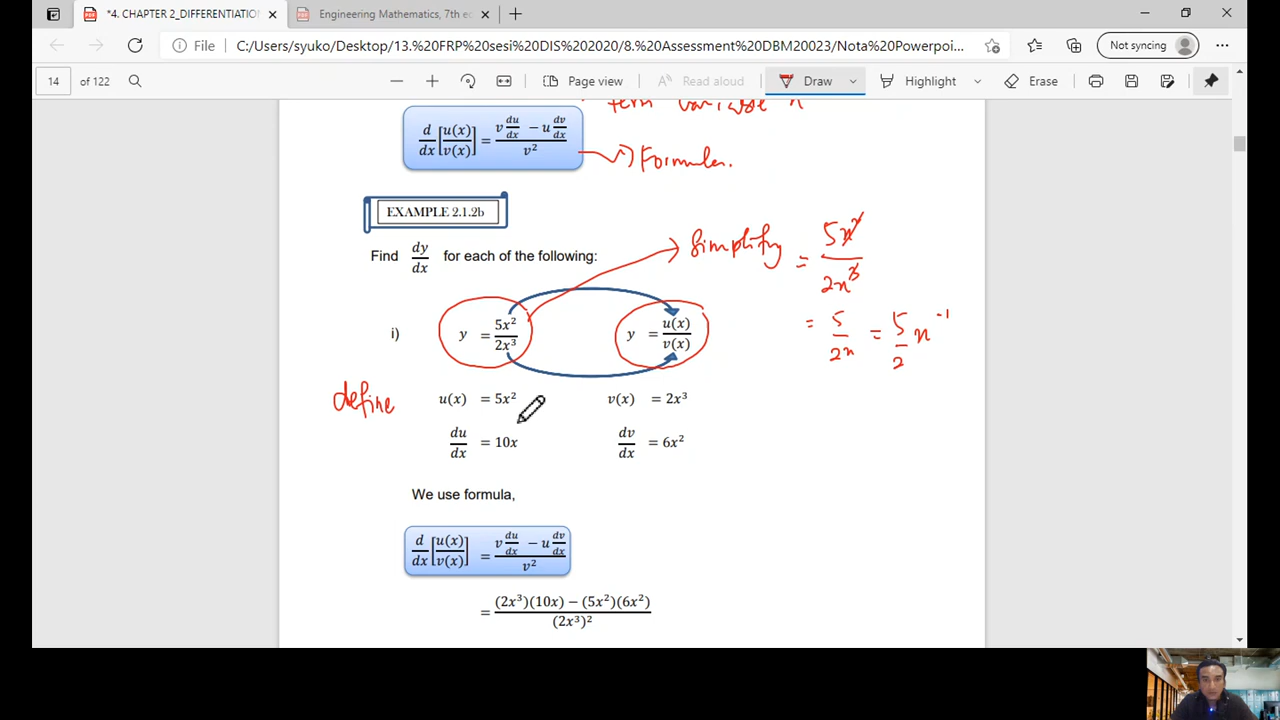 *4. CHAPTER 2_DIFFERENTIATIO
Engineering Mathematics, 7th e
File C:/Users/syuko/Desktop/13.%20FRP%20sesi%20DIS%202020/8.%20Assessment%20DBM20023/Nota%20Powerpoi...
Not syncing
14 of 122
Page view
Read aloud
Draw
Highlight
Erase
term variable x
d/dx[u(x)/v(x)] = (v du/dx − u dv/dx)/v²
Formula.
EXAMPLE 2.1.2b
Find dy/dx for each of the following:
Simplify = 5x²/2x³
i) y = 5x²/2x³ y = u(x)/v(x)
= 5/2x = 5/2 x⁻¹
define u(x) = 5x² v(x) = 2x³
du/dx = 10x dv/dx = 6x²
We use formula,
d/dx[u(x)/v(x)] = (v du/dx − u dv/dx)/v²
= ((2x³)(10x) − (5x²)(6x²))/(2x³)²